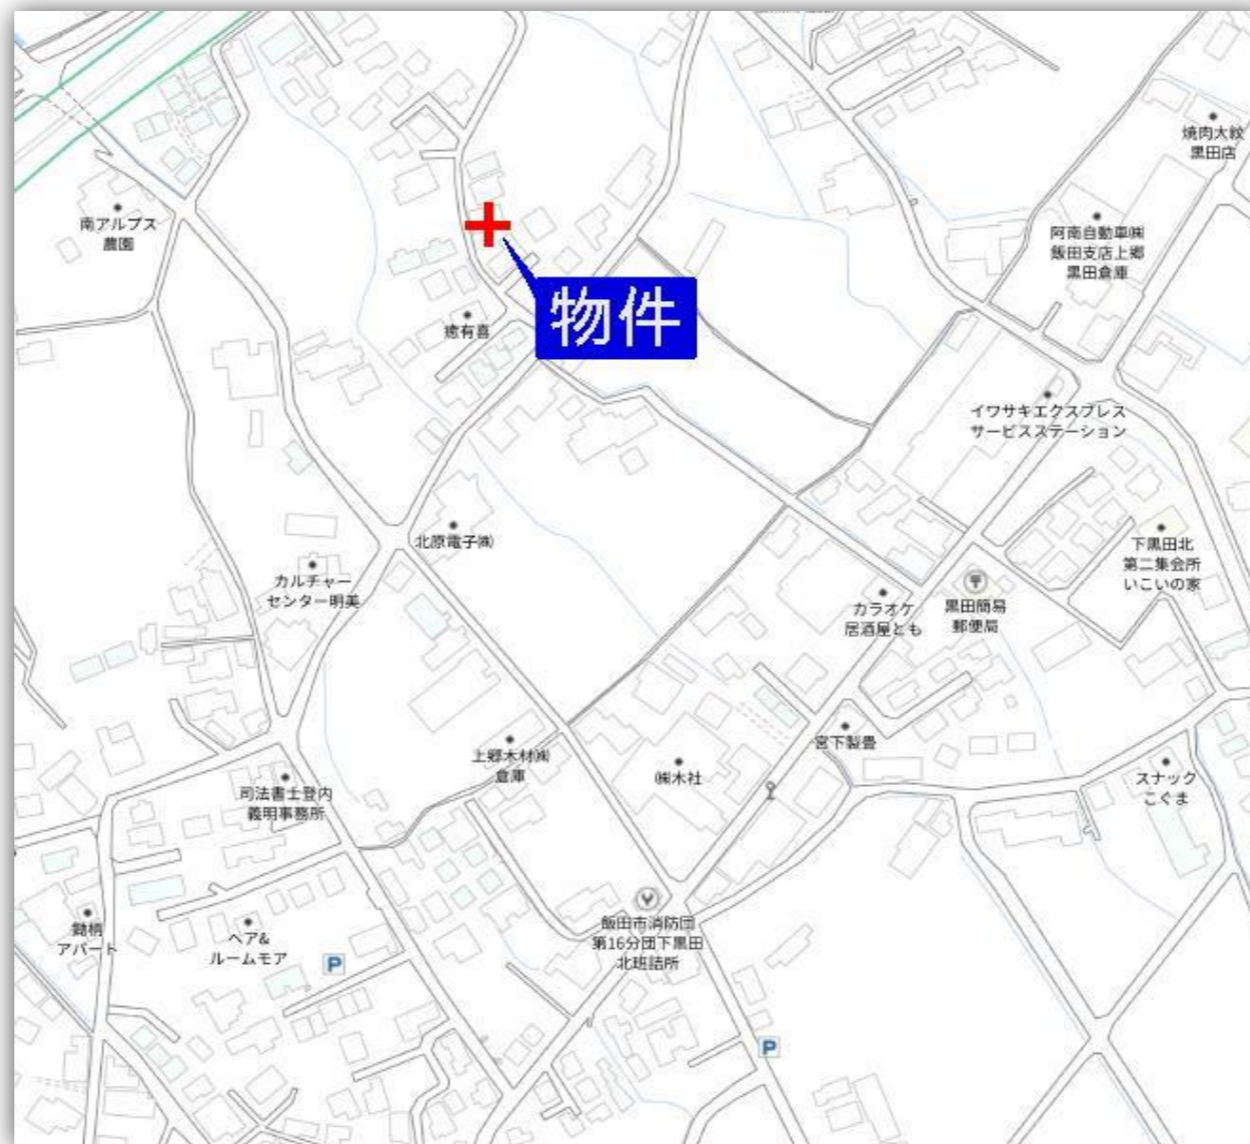 焼肉大紋
黒田店
南アルプス
農園
阿南自動車㈱
飯田支店上郷
黒田倉庫
物件
癒有喜
イワサキエクスプレス
サービスステーション
北原電子㈱
下黒田北
第二集会所
いこいの家
カルチャー
センター明美
カラオケ
居酒屋とも
黒田簡易
郵便局
宮下製畳
上郷木材㈱
倉庫
㈱木社
スナック
こぐま
司法書士登内
義明事務所
鋤柄
アパート
ヘア&
ルームモア
P
飯田市消防団
第16分団下黒田
北班詰所
P